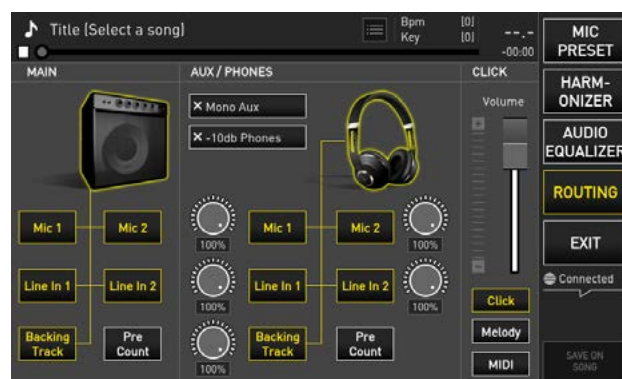 Title (Select a song)
Bpm [0]
Key [0]
--.-
-00:00
MAIN
AUX / PHONES
CLICK
× Mono Aux
× -10db Phones
Volume
Mic 1
Mic 2
100%
Mic 1
Mic 2
100%
Line In 1
Line In 2
100%
Line In 1
Line In 2
100%
Backing
Track
Pre
Count
100%
Backing
Track
Pre
Count
Click
Melody
MIDI
MIC
PRESET
HARM-
ONIZER
AUDIO
EQUALIZER
ROUTING
EXIT
Connected
SAVE ON
SONG